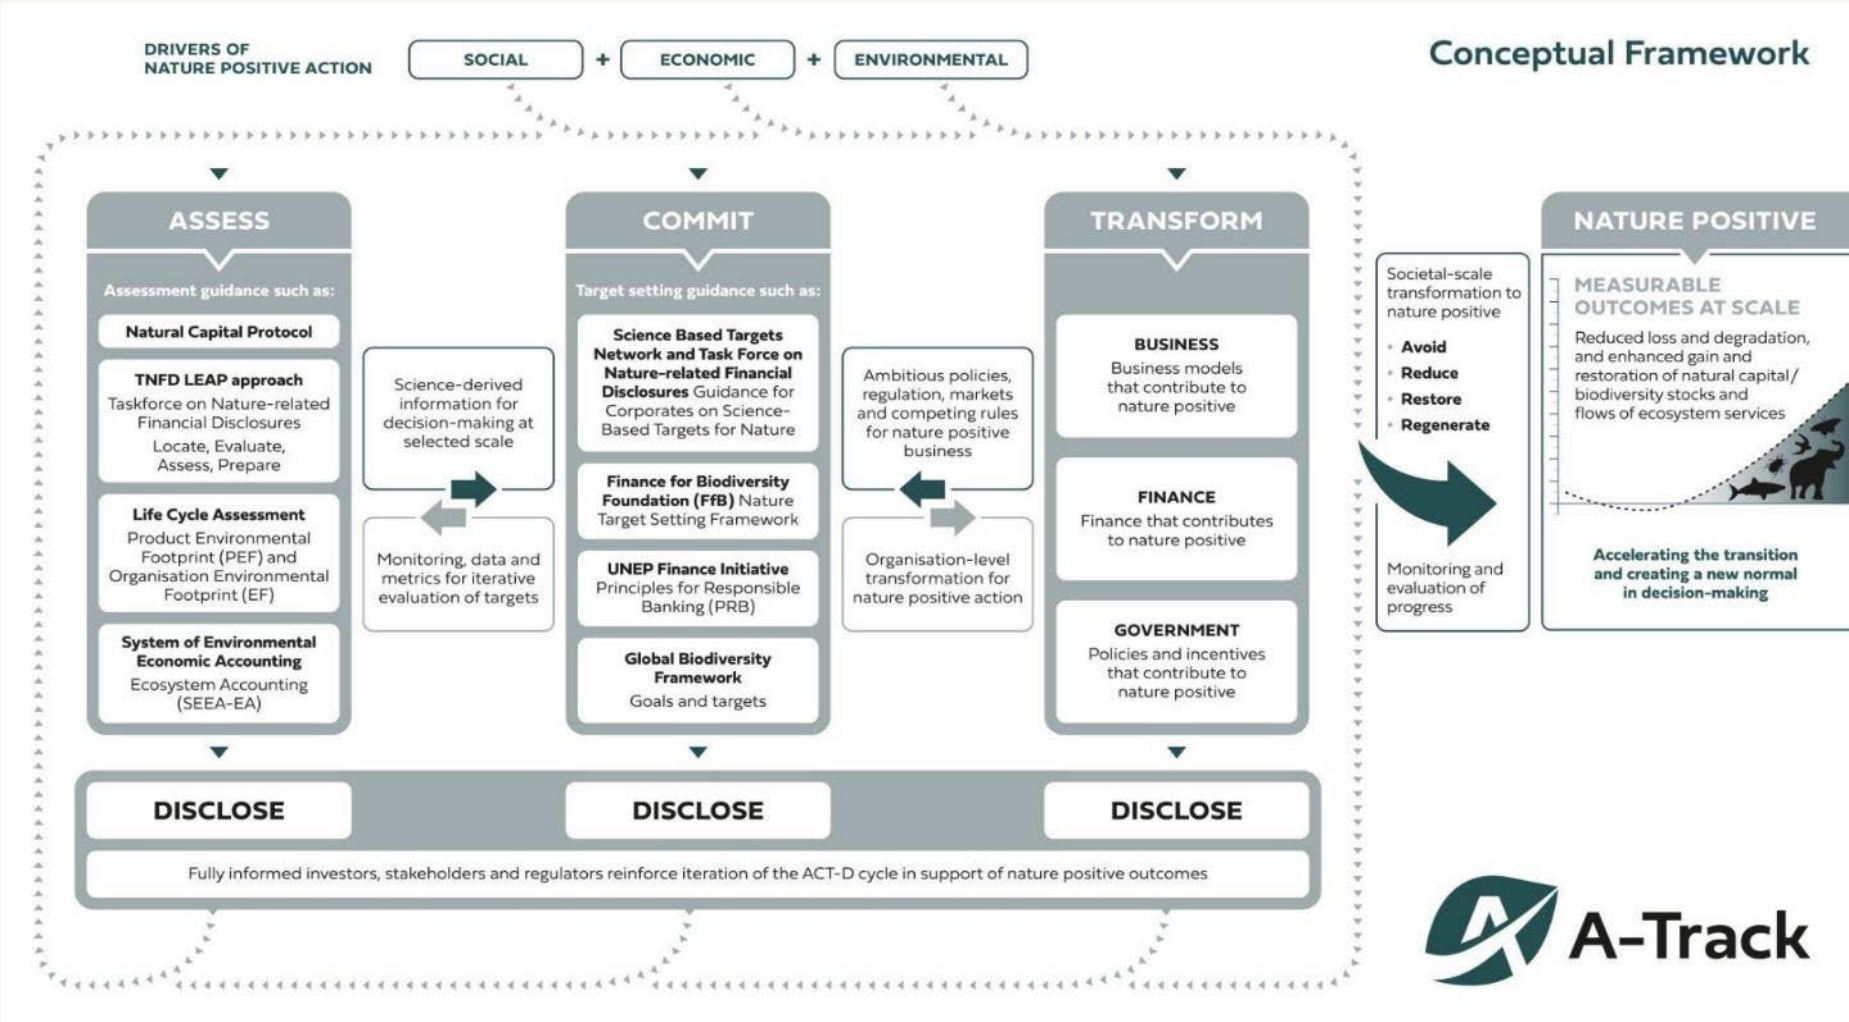 DRIVERS OF
NATURE POSITIVE ACTION
SOCIAL + ECONOMIC + ENVIRONMENTAL
Conceptual Framework
ASSESS
Assessment guidance such as:
Natural Capital Protocol
TNFD LEAP approach
Taskforce on Nature-related
Financial Disclosures
Locate, Evaluate,
Assess, Prepare
Life Cycle Assessment
Product Environmental
Footprint (PEF) and
Organisation Environmental
Footprint (EF)
System of Environmental
Economic Accounting
Ecosystem Accounting
(SEEA-EA)
Science-derived
information for
decision-making at
selected scale
Monitoring, data and
metrics for iterative
evaluation of targets
COMMIT
Target setting guidance such as:
Science Based Targets
Network and Task Force on
Nature-related Financial
Disclosures Guidance for
Corporates on Science-
Based Targets for Nature
Finance for Biodiversity
Foundation (FfB) Nature
Target Setting Framework
UNEP Finance Initiative
Principles for Responsible
Banking (PRB)
Global Biodiversity
Framework
Goals and targets
Ambitious policies,
regulation, markets
and competing rules
for nature positive
business
Organisation-level
transformation for
nature positive action
TRANSFORM
BUSINESS
Business models
that contribute to
nature positive
FINANCE
Finance that contributes
to nature positive
GOVERNMENT
Policies and incentives
that contribute to
nature positive
Societal-scale
transformation to
nature positive
• Avoid
• Reduce
• Restore
• Regenerate
Monitoring and
evaluation of
progress
NATURE POSITIVE
MEASURABLE
OUTCOMES AT SCALE
Reduced loss and degradation,
and enhanced gain and
restoration of natural capital/
biodiversity stocks and
flows of ecosystem services
Accelerating the transition
and creating a new normal
in decision-making
DISCLOSE
DISCLOSE
DISCLOSE
Fully informed investors, stakeholders and regulators reinforce iteration of the ACT-D cycle in support of nature positive outcomes
A-Track